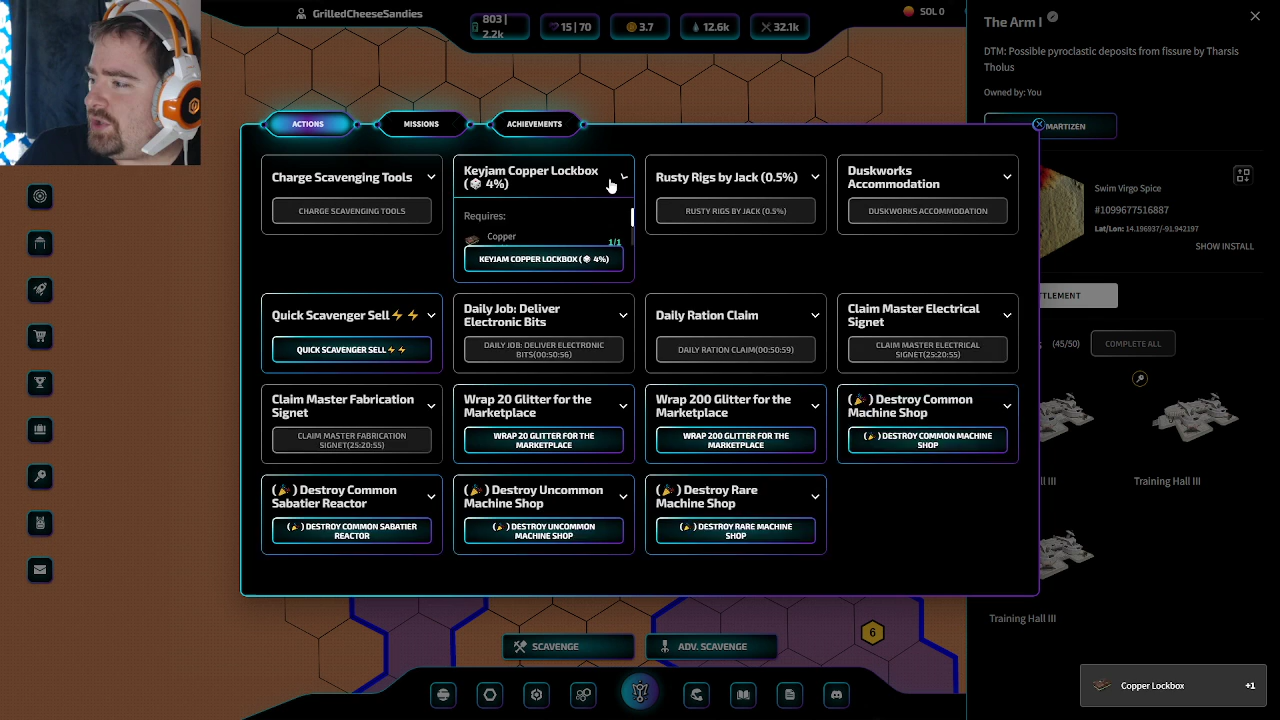 GrilledCheeseSandies
803 |
2.2k
15 | 70
3.7
12.6k
32.1k
SOL 0
The Arm I
DTM: Possible pyroclastic deposits from fissure by Tharsis
Tholus
Owned by: You
MARTIZEN
Swim Virgo Spice
#1099677516887
Lat/Lon: 14.196937/-91.942197
SHOW INSTALL
TLEMENT
(45/50)
COMPLETE ALL
Training Hall III
Training Hall III
ACTIONS
MISSIONS
ACHIEVEMENTS
Charge Scavenging Tools
CHARGE SCAVENGING TOOLS
Keyjam Copper Lockbox
(🎲 4%)
Requires:
Copper
1/1
KEYJAM COPPER LOCKBOX (🎲 4%)
Rusty Rigs by Jack (0.5%)
RUSTY RIGS BY JACK (0.5%)
Duskworks
Accommodation
DUSKWORKS ACCOMMODATION
Quick Scavenger Sell⚡⚡
QUICK SCAVENGER SELL⚡⚡
Daily Job: Deliver
Electronic Bits
DAILY JOB: DELIVER ELECTRONIC
BITS(00:50:56)
Daily Ration Claim
DAILY RATION CLAIM(00:50:59)
Claim Master Electrical
Signet
CLAIM MASTER ELECTRICAL
SIGNET(25:20:55)
Claim Master Fabrication
Signet
CLAIM MASTER FABRICATION
SIGNET(25:20:55)
Wrap 20 Glitter for the
Marketplace
WRAP 20 GLITTER FOR THE
MARKETPLACE
Wrap 200 Glitter for the
Marketplace
WRAP 200 GLITTER FOR THE
MARKETPLACE
(🎉) Destroy Common
Machine Shop
(🎉) DESTROY COMMON MACHINE
SHOP
(🎉) Destroy Common
Sabatier Reactor
(🎉) DESTROY COMMON SABATIER
REACTOR
(🎉) Destroy Uncommon
Machine Shop
(🎉) DESTROY UNCOMMON
MACHINE SHOP
(🎉) Destroy Rare
Machine Shop
(🎉) DESTROY RARE MACHINE
SHOP
SCAVENGE
ADV. SCAVENGE
6
Training Hall III
Copper Lockbox
+1